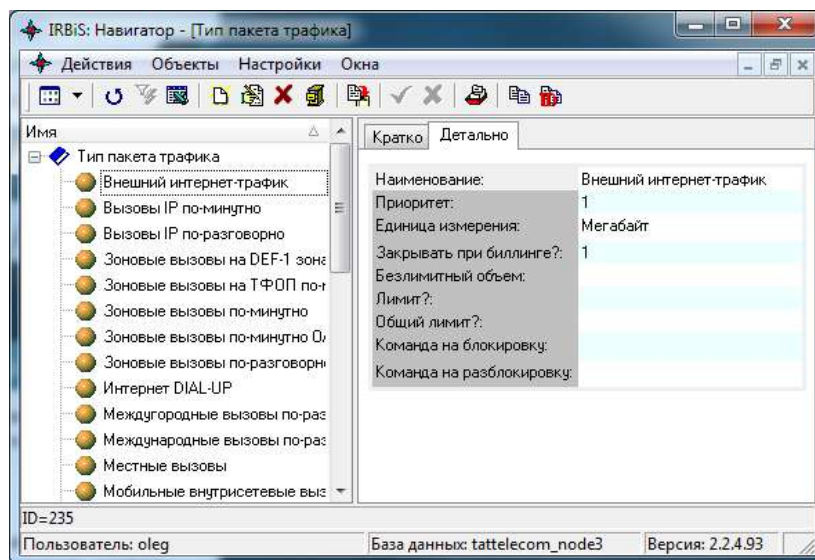 IRBiS: Навигатор - [Тип пакета трафика]
Действия Объекты Настройки Окна
Имя
Тип пакета трафика
Внешний интернет-трафик
Вызовы IP по-минутно
Вызовы IP по-разговорно
Зоновые вызовы на DEF-1 зона
Зоновые вызовы на ТФОП по-
Зоновые вызовы по-минутно
Зоновые вызовы по-минутно
Зоновые вызовы по-разговорн
Интернет DIAL-UP
Междугородные вызовы по-раз
Международные вызовы по-раз
Местные вызовы
Мобильные внутрисетевые выз
Кратко Детально
Наименование: Внешний интернет-трафик
Приоритет: 1
Единица измерения: Мегабайт
Закрывать при биллинге?: 1
Безлимитный объем:
Лимит?:
Общий лимит?:
Команда на блокировку:
Команда на разблокировку:
ID=235
Пользователь: oleg База данных: tattelecom_node3 Версия: 2.2.4.93